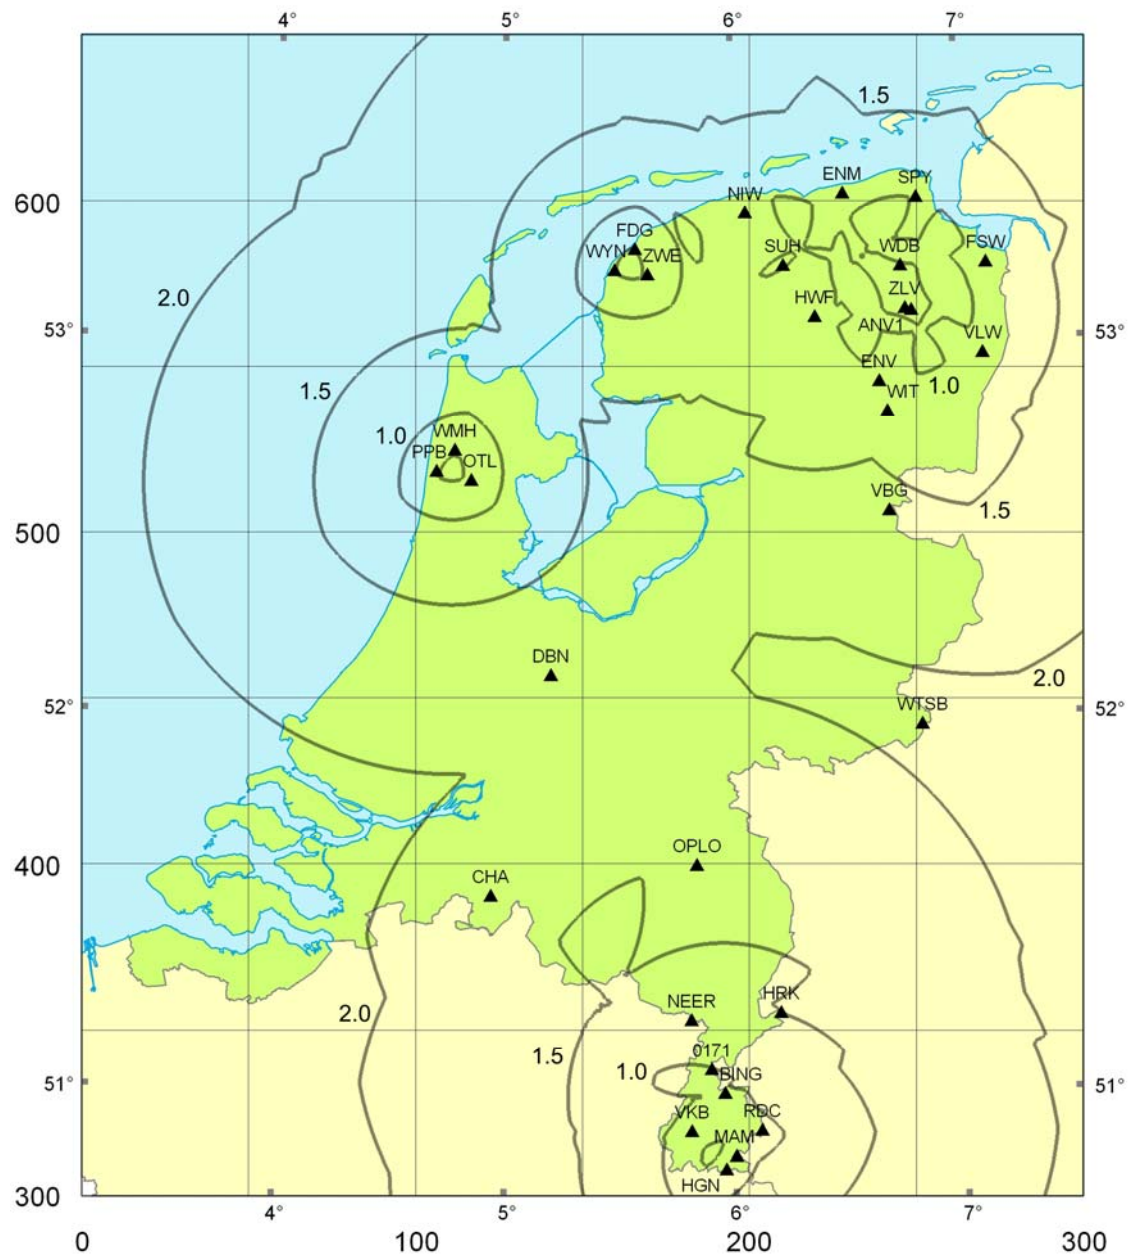 4° 5° 6° 7°
1.5
ENM SPY
600
NIW
FDG
SUH WDB FSW
WYN ZWE
2.0
ZLV
HWF
53° ANV1 VLW 53°
ENV
1.5 1.0
WIT
1.0 WMH
PPB OTL
VBG
1.5
500
DBN
2.0
52° WTSB 52°
OPLO
400
CHA
HRK
NEER
2.0
1.5 0171
1.0 BING
51° 51°
VKB RDC
MAM
HGN
300
4° 5° 6° 7°
0 100 200 300